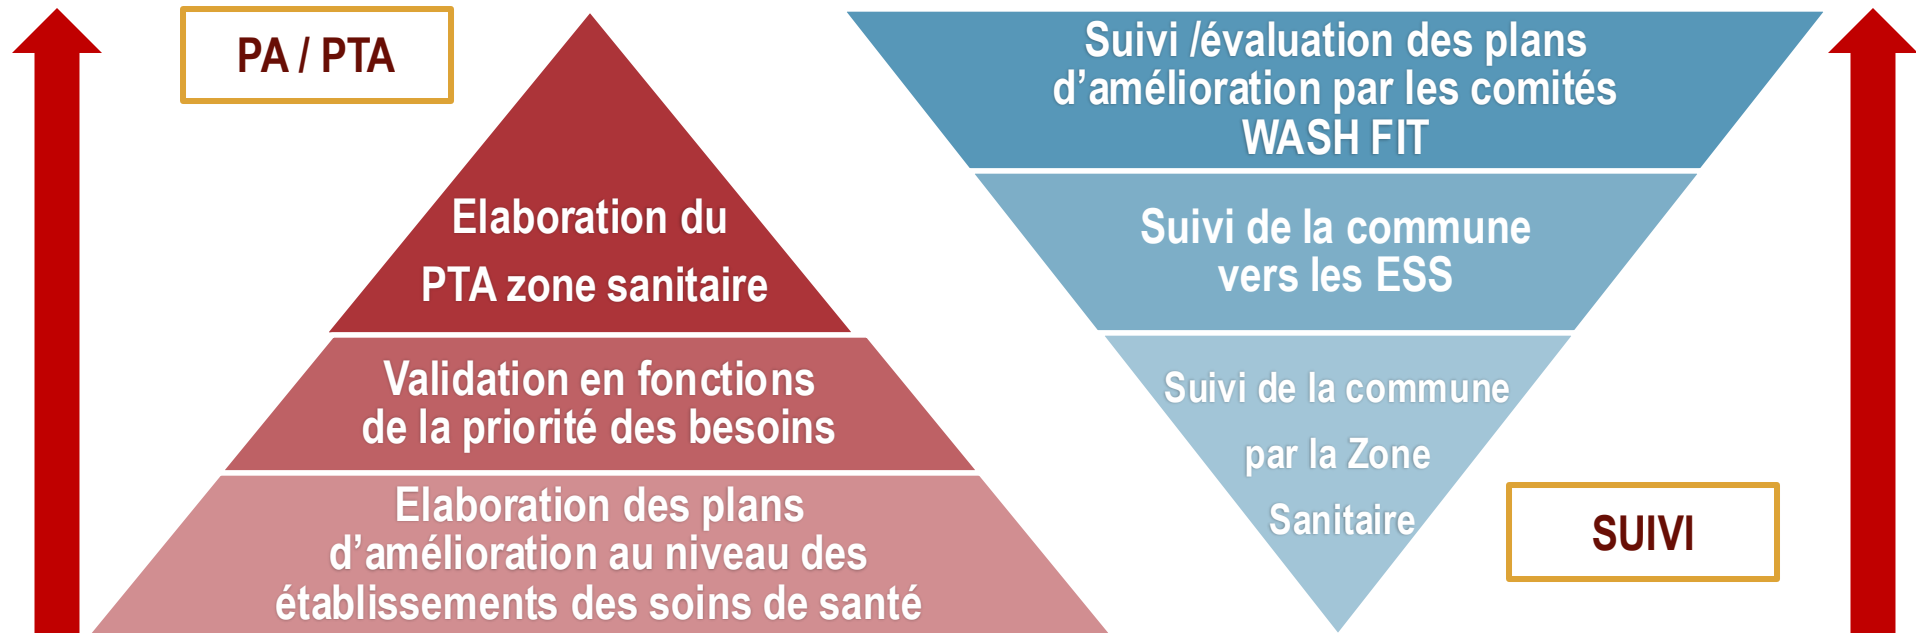 PA / PTA
Elaboration du
PTA zone sanitaire
Validation en fonctions
de la priorité des besoins
Elaboration des plans
d’amélioration au niveau des
établissements des soins de santé
Suivi /évaluation des plans
d’amélioration par les comités
WASH FIT
Suivi de la commune
vers les ESS
Suivi de la commune
par la Zone
Sanitaire
SUIVI